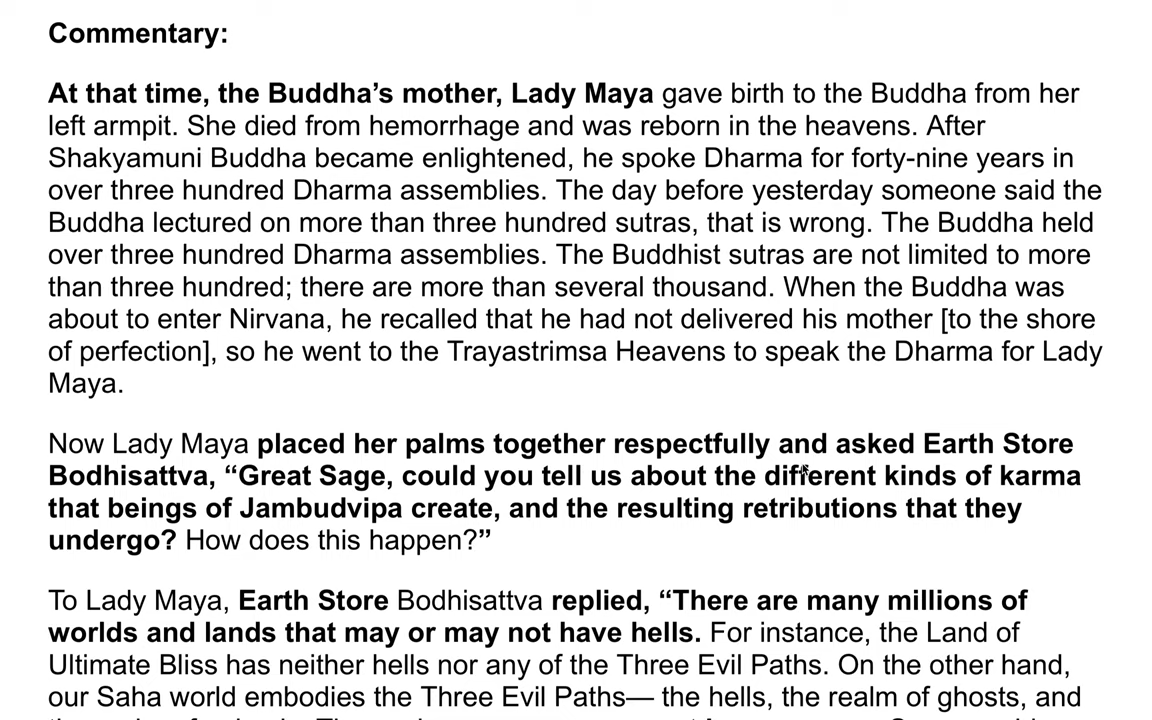 Commentary:
At that time, the Buddha’s mother, Lady Maya gave birth to the Buddha from her
left armpit. She died from hemorrhage and was reborn in the heavens. After
Shakyamuni Buddha became enlightened, he spoke Dharma for forty-nine years in
over three hundred Dharma assemblies. The day before yesterday someone said the
Buddha lectured on more than three hundred sutras, that is wrong. The Buddha held
over three hundred Dharma assemblies. The Buddhist sutras are not limited to more
than three hundred; there are more than several thousand. When the Buddha was
about to enter Nirvana, he recalled that he had not delivered his mother [to the shore
of perfection], so he went to the Trayastrimsa Heavens to speak the Dharma for Lady
Maya.
Now Lady Maya placed her palms together respectfully and asked Earth Store
Bodhisattva, “Great Sage, could you tell us about the different kinds of karma
that beings of Jambudvipa create, and the resulting retributions that they
undergo? How does this happen?”
To Lady Maya, Earth Store Bodhisattva replied, “There are many millions of
worlds and lands that may or may not have hells. For instance, the Land of
Ultimate Bliss has neither hells nor any of the Three Evil Paths. On the other hand,
our Saha world embodies the Three Evil Paths— the hells, the realm of ghosts, and